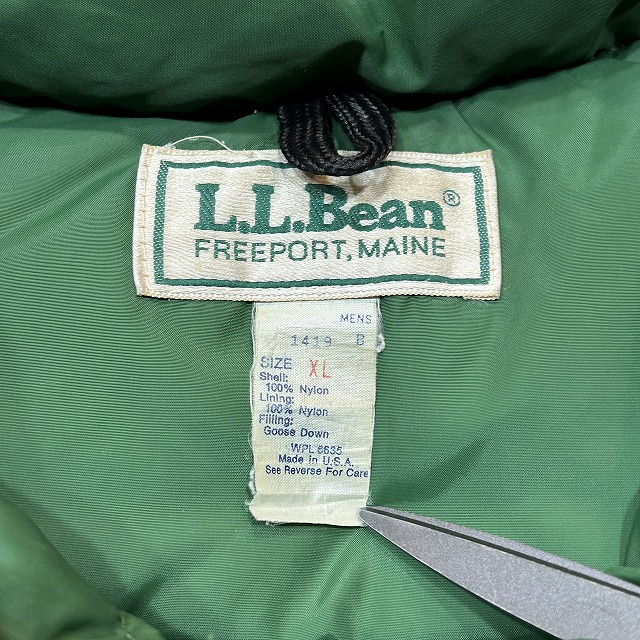 L.L.Bean®
FREEPORT, MAINE
MENS
1419 B
SIZE XL
Shell:
100% Nylon
Lining:
100% Nylon
Filling:
Goose Down
WPL 6635
Made in U.S.A.
See Reverse For Care